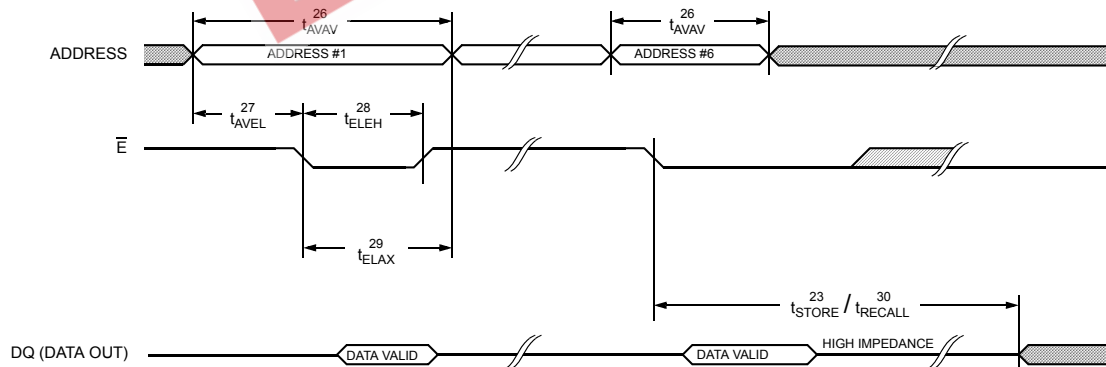 26 26
tAVAV tAVAV
ADDRESS ADDRESS #1 ADDRESS #6
27 28
tAVEL tELEH
E
29
tELAX
23 30
tSTORE / tRECALL
DQ (DATA OUT) DATA VALID DATA VALID HIGH IMPEDANCE